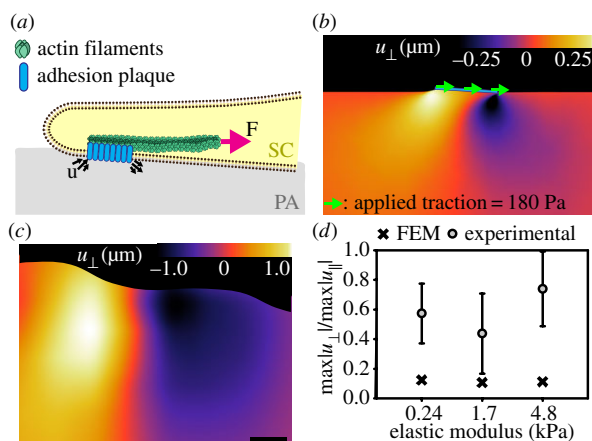 (a)
actin filaments
adhesion plaque
F
SC
u
PA
(b)
u⊥(μm)
−0.25 0 0.25
: applied traction = 180 Pa
(c)
u⊥(μm)
−1.0 0 1.0
(d)
FEM experimental
max|u⊥|/max|u∥|
1.0
0.8
0.6
0.4
0.2
0
0.24 1.7 4.8
elastic modulus (kPa)